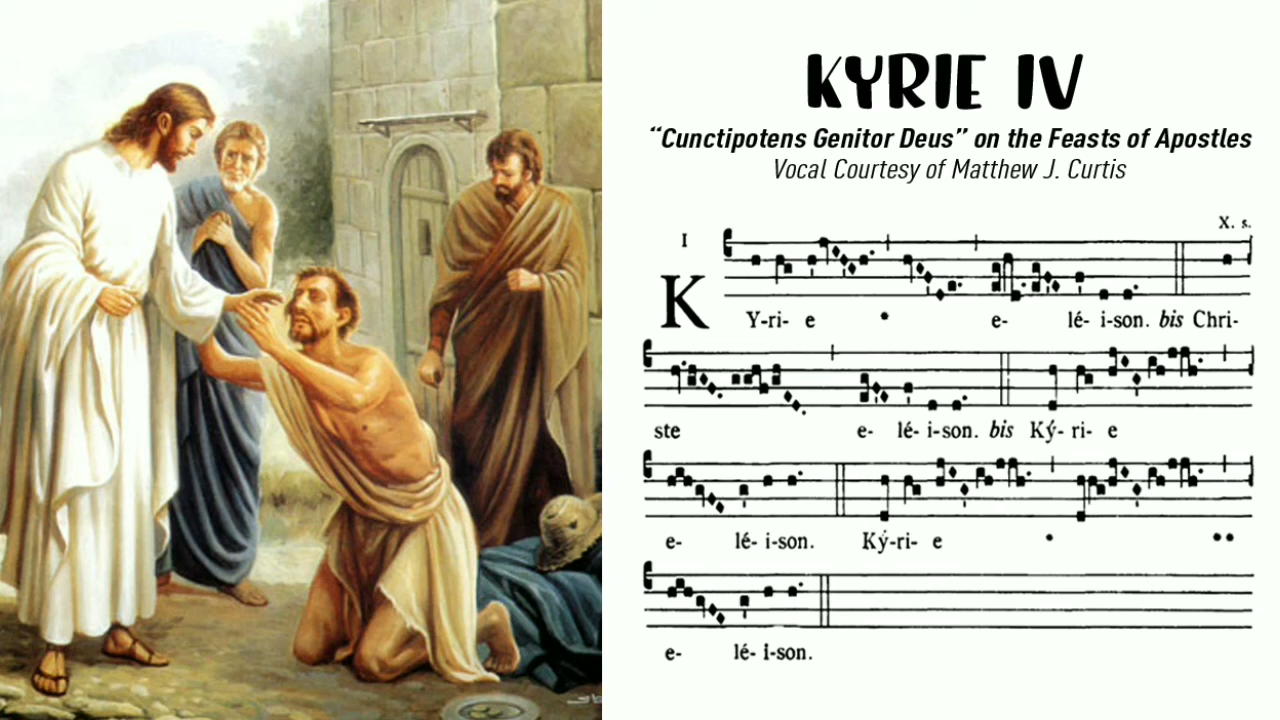 KYRIE IV
“Cunctipotens Genitor Deus” on the Feasts of Apostles
Vocal Courtesy of Matthew J. Curtis
X. s.
I
KY-ri- e * e- lé- i-son. bis Chri-
ste e- lé- i-son. bis Ký- ri- e
e- lé- i-son. Ký-ri- e * **
e- lé- i-son.